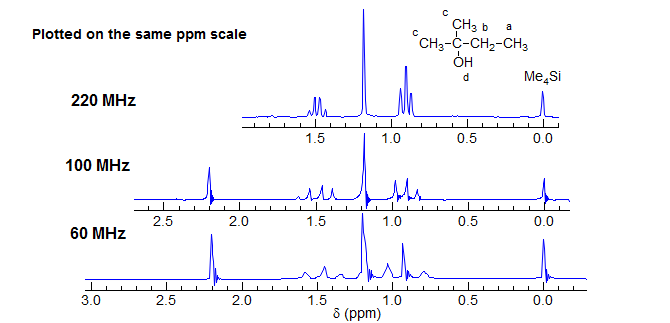 Plotted on the same ppm scale
c
CH3 b a
c
CH3-C-CH2-CH3
OH
d
Me4Si
220 MHz
1.5 1.0 0.5 0.0
100 MHz
2.5 2.0 1.5 1.0 0.5 0.0
60 MHz
3.0 2.5 2.0 1.5 1.0 0.5 0.0
δ (ppm)